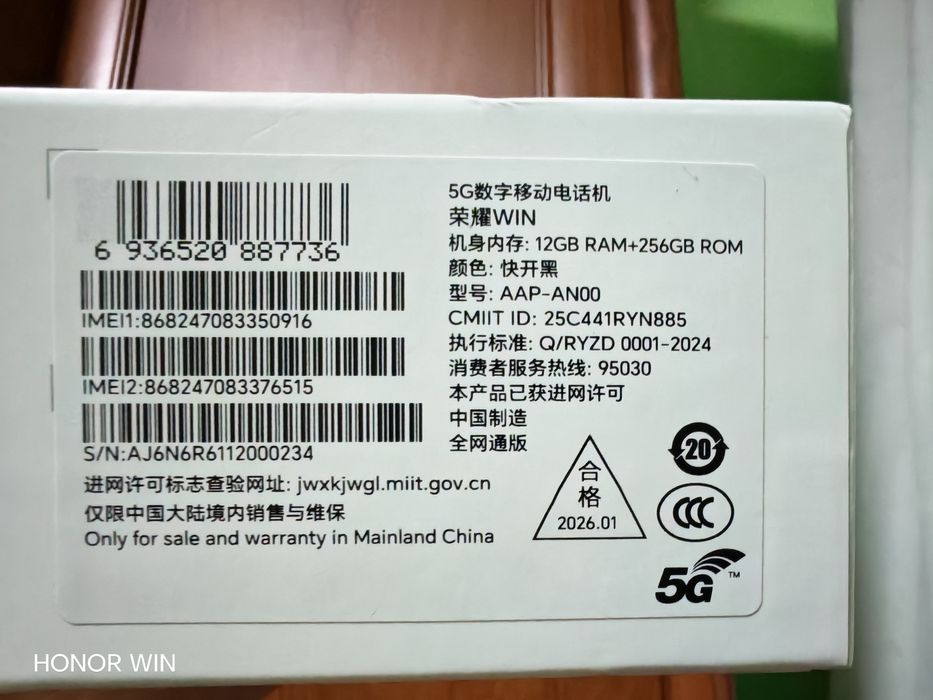 6 936520 887736
IMEI1:868247083350916
IMEI2:868247083376515
S/N:AJ6N6R6112000234
进网许可标志查验网址: jwxkjwgl.miit.gov.cn
仅限中国大陆境内销售与维保
Only for sale and warranty in Mainland China
5G数字移动电话机
荣耀WIN
机身内存: 12GB RAM+256GB ROM
颜色: 快开黑
型号: AAP-AN00
CMIIT ID: 25C441RYN885
执行标准: Q/RYZD 0001-2024
消费者服务热线: 95030
本产品已获进网许可
中国制造
全网通版
合
格
2026.01
20
CCC
5G™
HONOR WIN